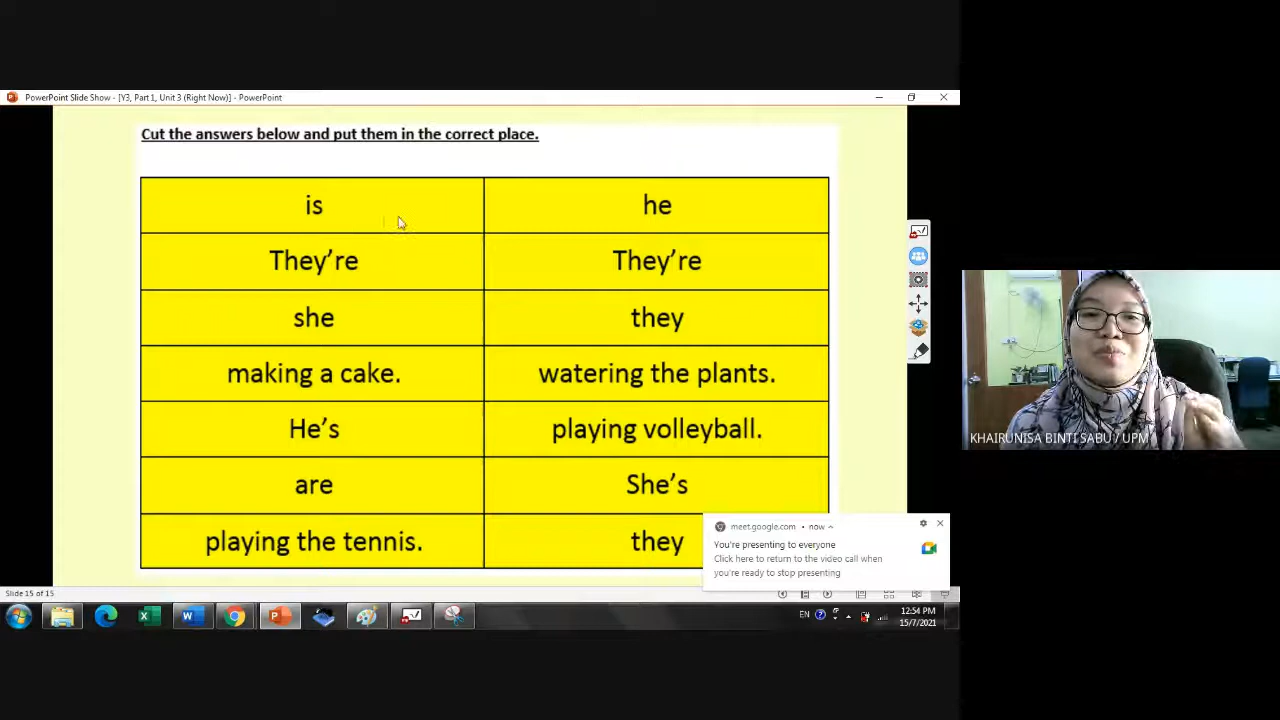 PowerPoint Slide Show - [Y3, Part 1, Unit 3 (Right Now)] - PowerPoint
Cut the answers below and put them in the correct place.
is he
They're They're
she they
making a cake. watering the plants.
He's playing volleyball.
are She's
playing the tennis. they
meet.google.com • now
You're presenting to everyone
Click here to return to the video call when
you're ready to stop presenting
KHAIRUNISA BINTI SABU / UPM
Slide 15 of 15
EN
12:54 PM
15/7/2021